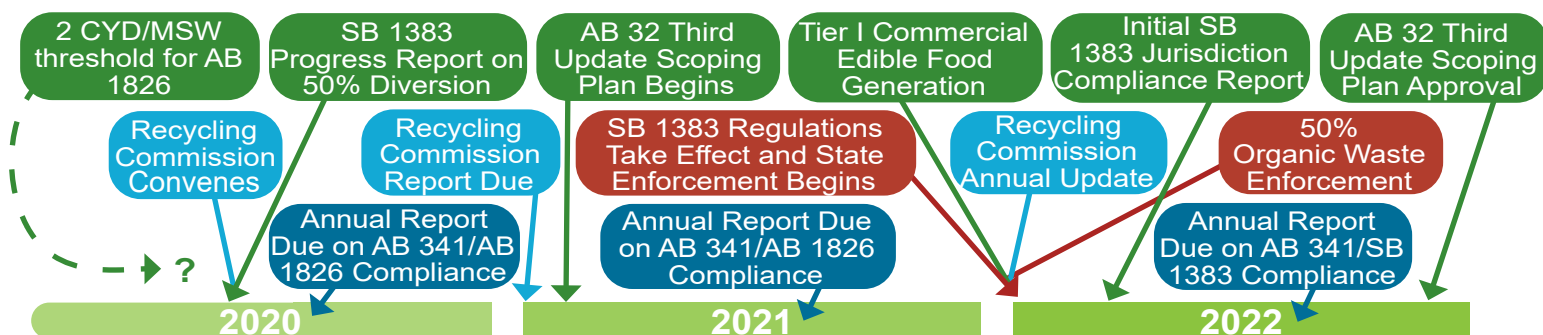 2 CYD/MSW
threshold for AB
1826
SB 1383
Progress Report on
50% Diversion
AB 32 Third
Update Scoping
Plan Begins
Tier I Commercial
Edible Food
Generation
Initial SB
1383 Jurisdiction
Compliance Report
AB 32 Third
Update Scoping
Plan Approval
Recycling
Commission
Convenes
Recycling
Commission
Report Due
SB 1383 Regulations
Take Effect and State
Enforcement Begins
Recycling
Commission
Annual Update
50%
Organic Waste
Enforcement
Annual Report
Due on AB 341/AB
1826 Compliance
Annual Report Due
on AB 341/AB 1826
Compliance
Annual Report
Due on AB 341/SB
1383 Compliance
?
2020
2021
2022